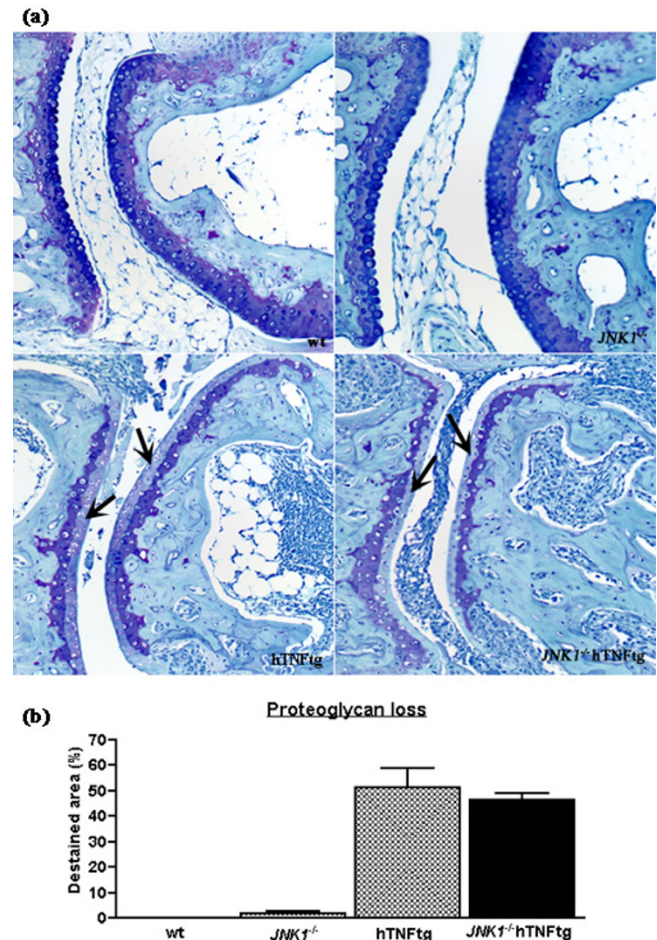 (a)
wt
JNK1-/-
hTNFtg
JNK1-/-hTNFtg
(b)
Proteoglycan loss
Destained area (%)
70
60
50
40
30
20
10
0
wt
JNK1-/-
hTNFtg
JNK1-/-hTNFtg